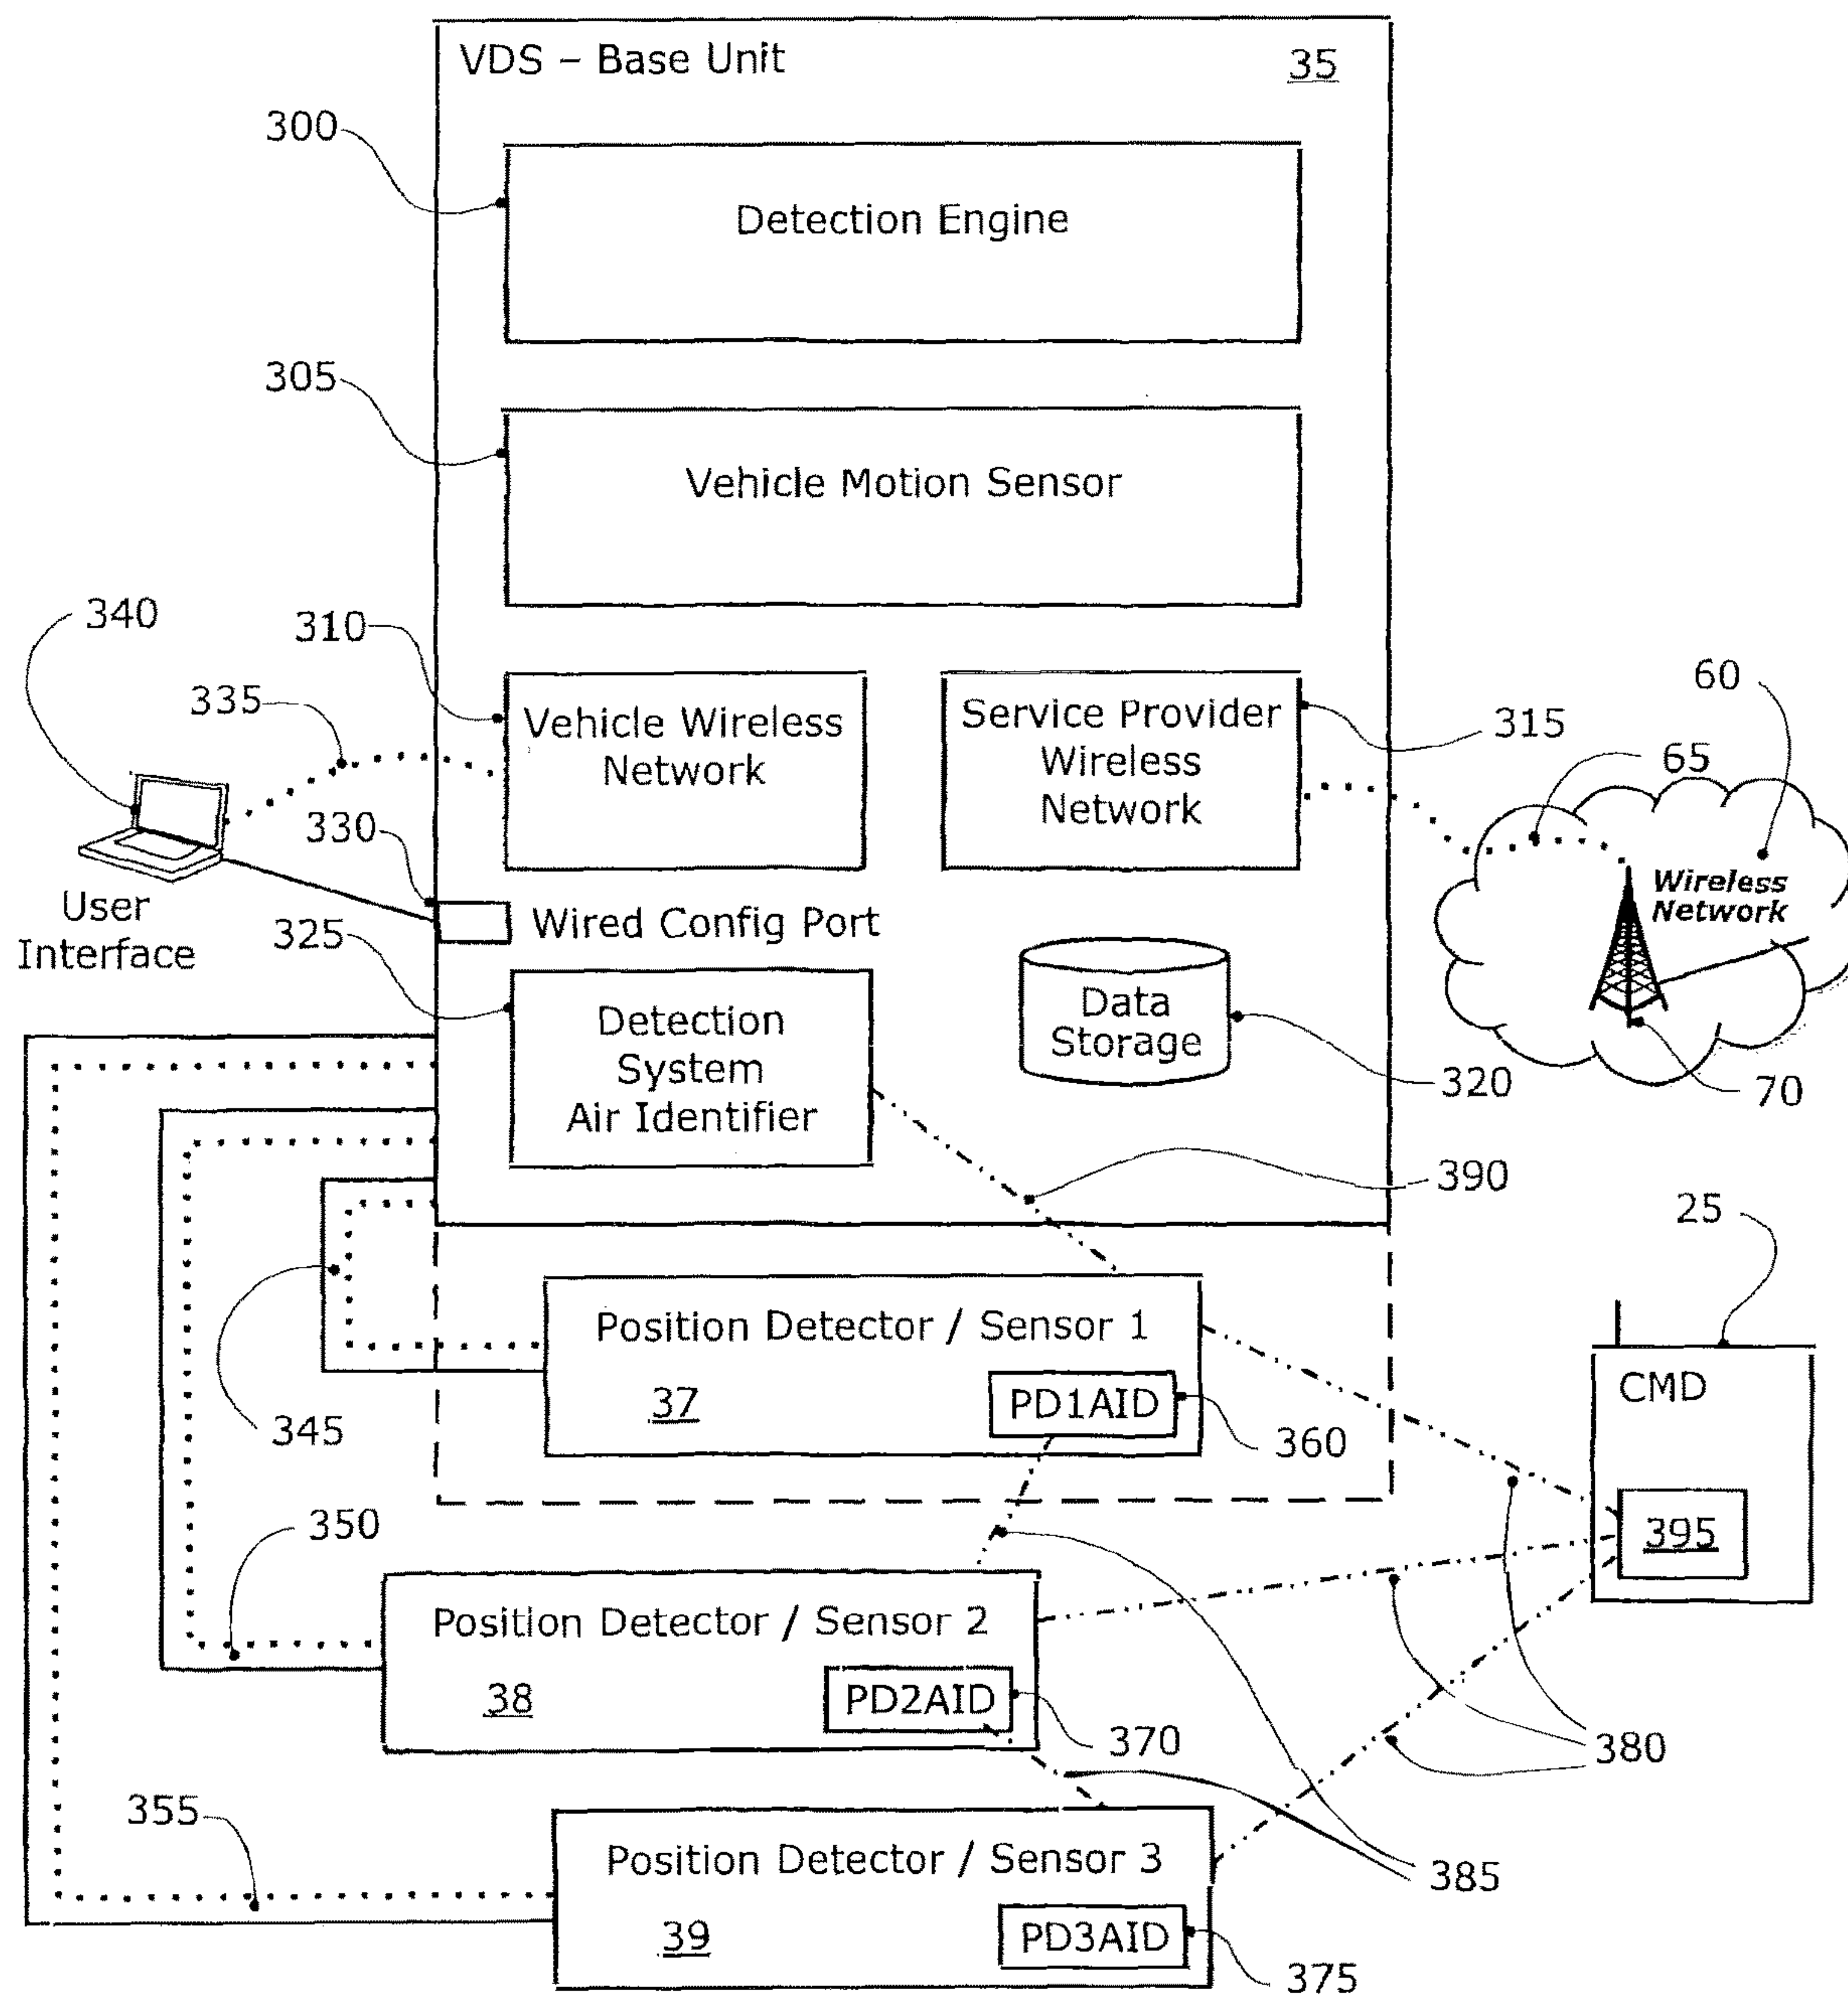 VDS – Base Unit
35
300
Detection Engine
305
Vehicle Motion Sensor
340
310
335
Vehicle Wireless
Network
Service Provider
Wireless
Network
315
60
65
330
User
Interface
Wired Config Port
325
Wireless
Network
Detection
System
Air Identifier
Data
Storage
320
70
390
25
345
Position Detector / Sensor 1
37
PD1AID
360
CMD
395
350
Position Detector / Sensor 2
38
PD2AID
370
380
355
Position Detector / Sensor 3
39
PD3AID
385
375